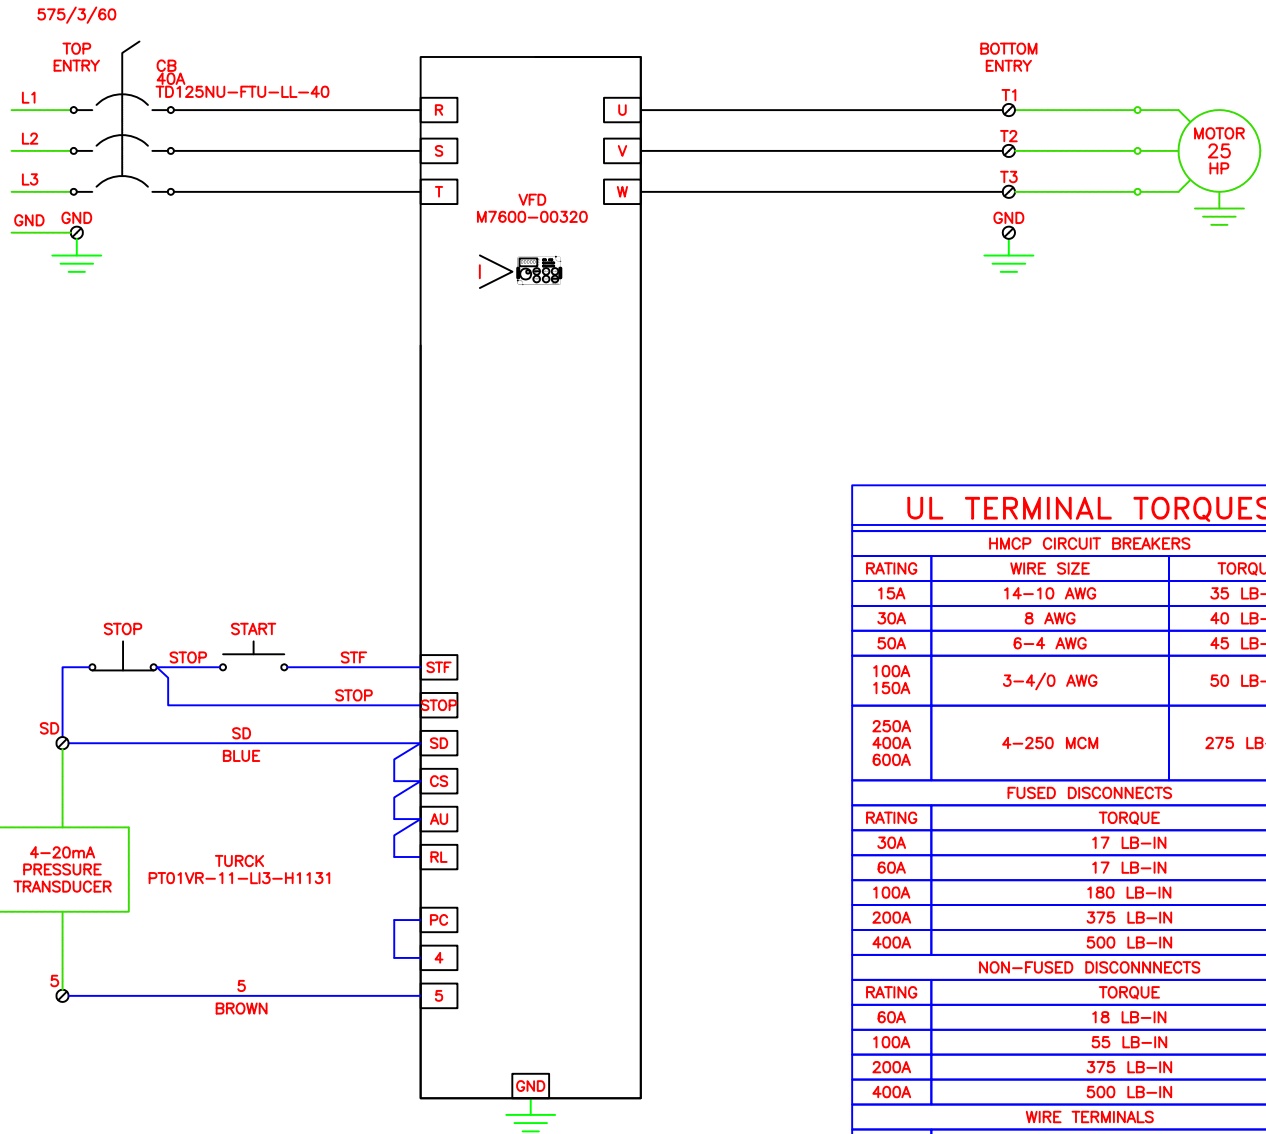 575/3/60
TOP
ENTRY
CB
40A
TD125NU-FTU-LL-40
L1
L2
L3
GND
GND
R
S
T
U
V
W
VFD
M7600-00320
I
BOTTOM
ENTRY
T1
T2
T3
GND
MOTOR
25
HP
STOP
START
STOP
STF
STOP
SD
SD
BLUE
STF
STOP
SD
CS
AU
RL
PC
4
5
4-20mA
PRESSURE
TRANSDUCER
TURCK
PT01VR-11-LI3-H1131
5
5
BROWN
GND
UL TERMINAL TORQUES
HMCP CIRCUIT BREAKERS
RATING WIRE SIZE TORQU
15A 14-10 AWG 35 LB-
30A 8 AWG 40 LB-
50A 6-4 AWG 45 LB-
100A
150A
3-4/0 AWG 50 LB-
250A
400A
600A
4-250 MCM 275 LB-
FUSED DISCONNECTS
RATING TORQUE
30A 17 LB-IN
60A 17 LB-IN
100A 180 LB-IN
200A 375 LB-IN
400A 500 LB-IN
NON-FUSED DISCONNNECTS
RATING TORQUE
60A 18 LB-IN
100A 55 LB-IN
200A 375 LB-IN
400A 500 LB-IN
WIRE TERMINALS